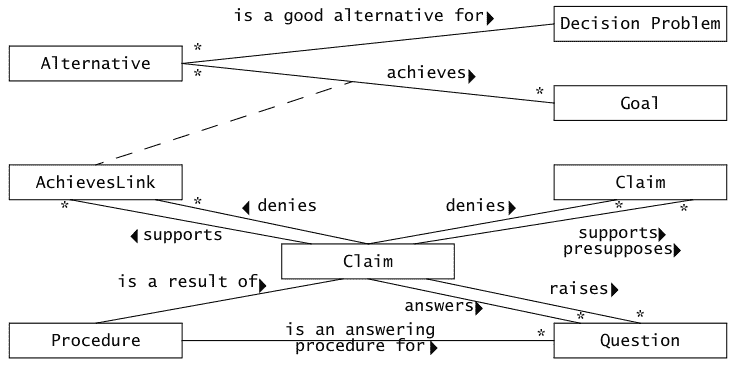 is a good alternative for▶
Decision Problem
*
Alternative
*
achieves▶
*
Goal
AchievesLink
*
*
◀ denies
denies▶
Claim
*
*
◀supports
supports▶
presupposes▶
Claim
is a result of▶
answers▶
raises▶
*
*
Procedure
is an answering
procedure for▶
*
Question